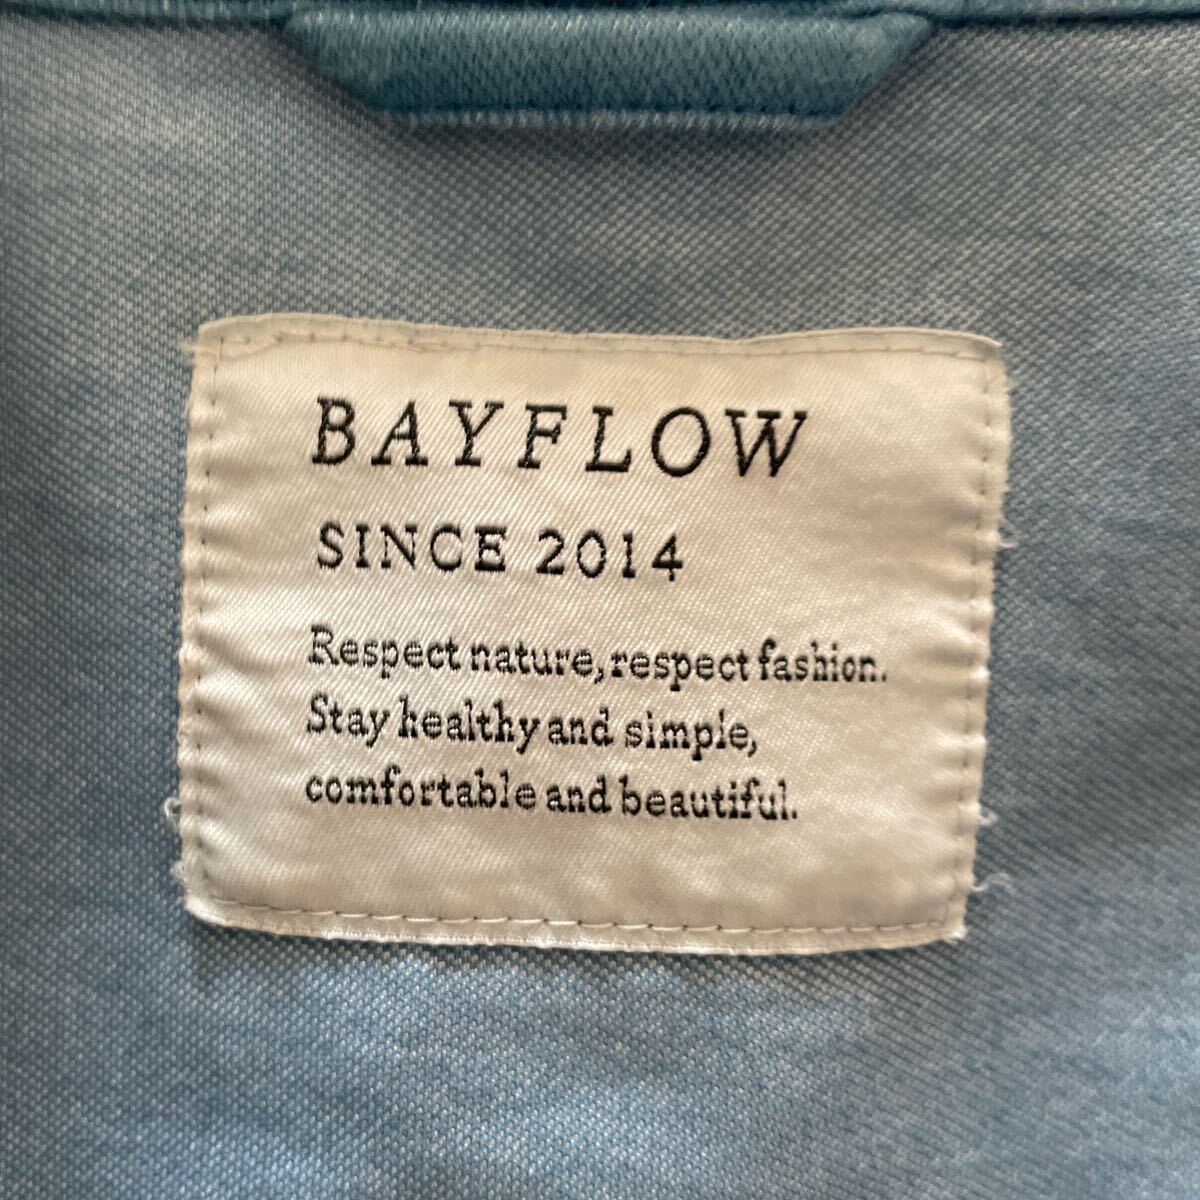 BAYFLOW
SINCE 2014
Respect nature, respect fashion.
Stay healthy and simple,
comfortable and beautiful.